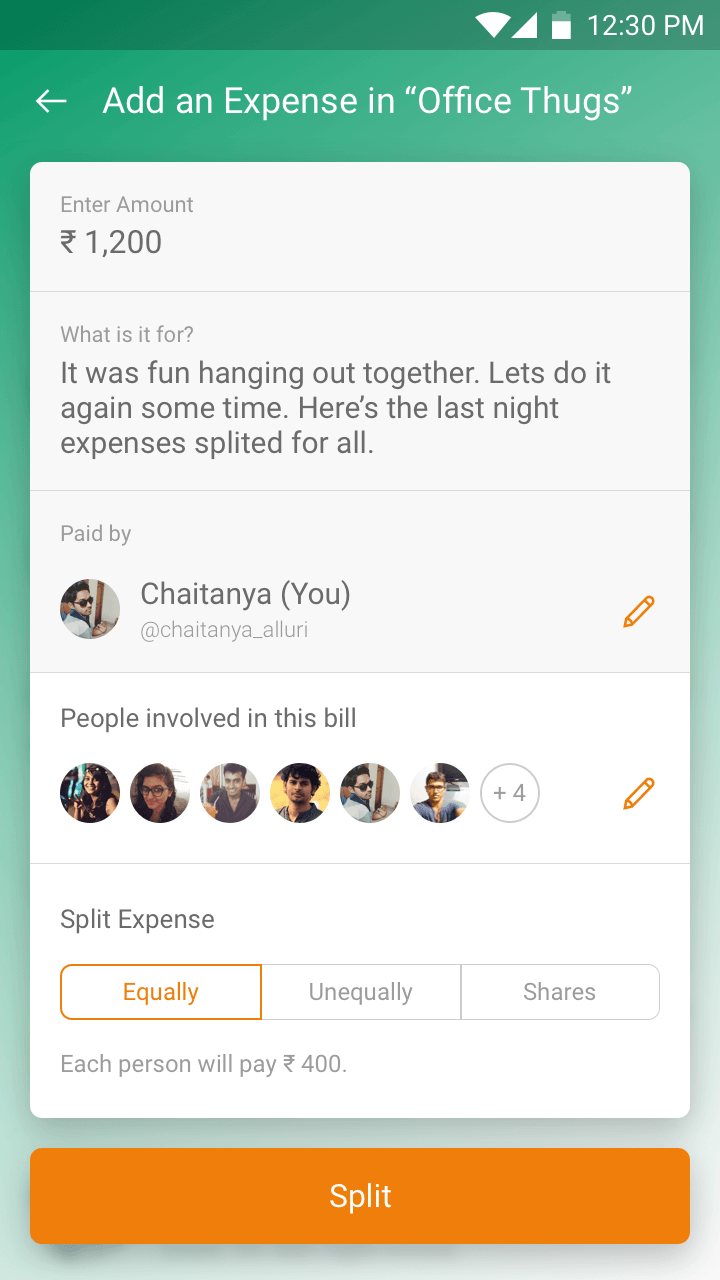 12:30 PM
Add an Expense in “Office Thugs”
Enter Amount
₹ 1,200
What is it for?
It was fun hanging out together. Lets do it
again some time. Here’s the last night
expenses splited for all.
Paid by
Chaitanya (You)
@chaitanya_alluri
People involved in this bill
+ 4
Split Expense
Equally Unequally Shares
Each person will pay ₹ 400.
Split